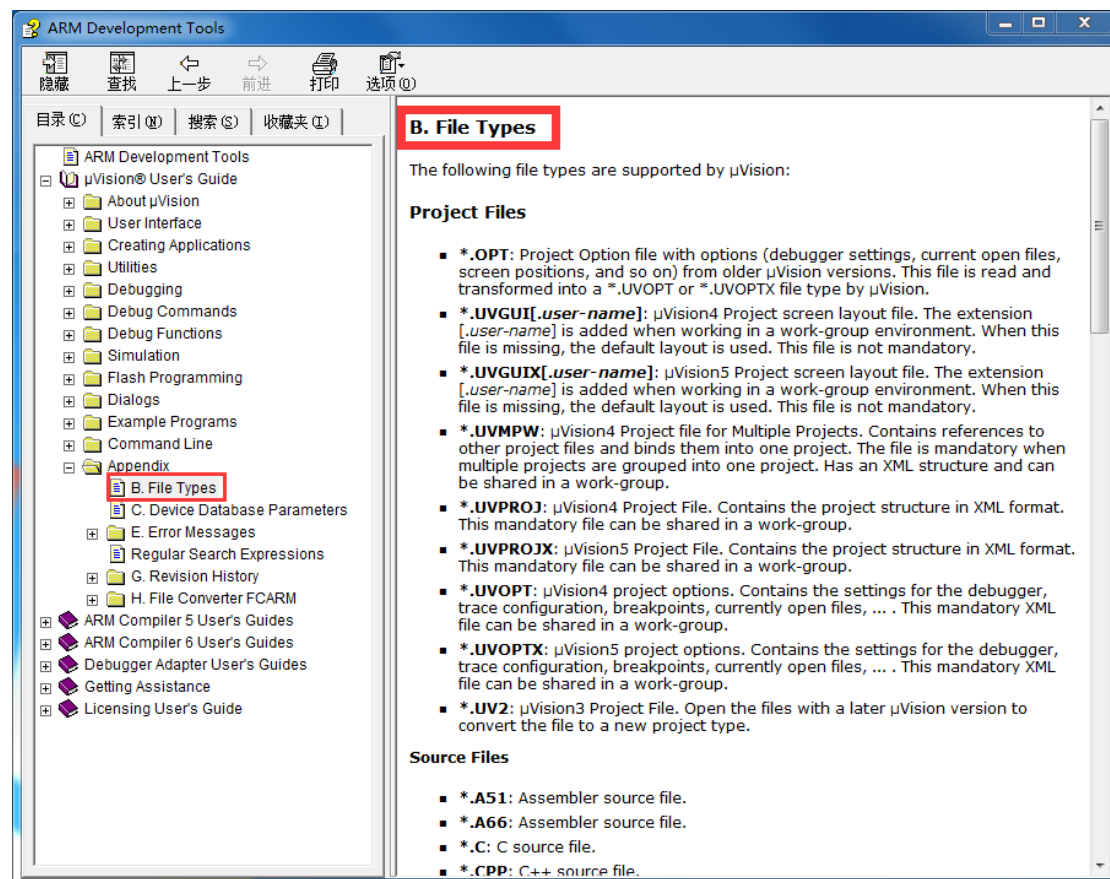 ARM Development Tools
隐藏 查找 上一步 前进 打印 选项(O)
目录(C) 索引(N) 搜索(S) 收藏夹(I)
ARM Development Tools
µVision® User's Guide
About µVision
User Interface
Creating Applications
Utilities
Debugging
Debug Commands
Debug Functions
Simulation
Flash Programming
Dialogs
Example Programs
Command Line
Appendix
B. File Types
C. Device Database Parameters
E. Error Messages
Regular Search Expressions
G. Revision History
H. File Converter FCARM
ARM Compiler 5 User's Guides
ARM Compiler 6 User's Guides
Debugger Adapter User's Guides
Getting Assistance
Licensing User's Guide
B. File Types
The following file types are supported by µVision:
Project Files
*.OPT: Project Option file with options (debugger settings, current open files,
screen positions, and so on) from older µVision versions. This file is read and
transformed into a *.UVOPT or *.UVOPTX file type by µVision.
*.UVGUI[.user-name]: µVision4 Project screen layout file. The extension
[.user-name] is added when working in a work-group environment. When this
file is missing, the default layout is used. This file is not mandatory.
*.UVGUIX[.user-name]: µVision5 Project screen layout file. The extension
[.user-name] is added when working in a work-group environment. When this
file is missing, the default layout is used. This file is not mandatory.
*.UVMPW: µVision4 Project file for Multiple Projects. Contains references to
other project files and binds them into one project. The file is mandatory when
multiple projects are grouped into one project. Has an XML structure and can
be shared in a work-group.
*.UVPROJ: µVision4 Project File. Contains the project structure in XML format.
This mandatory file can be shared in a work-group.
*.UVPROJX: µVision5 Project File. Contains the project structure in XML format.
This mandatory file can be shared in a work-group.
*.UVOPT: µVision4 project options. Contains the settings for the debugger,
trace configuration, breakpoints, currently open files, ... . This mandatory XML
file can be shared in a work-group.
*.UVOPTX: µVision5 project options. Contains the settings for the debugger,
trace configuration, breakpoints, currently open files, ... . This mandatory XML
file can be shared in a work-group.
*.UV2: µVision3 Project File. Open the files with a later µVision version to
convert the file to a new project type.
Source Files
*.A51: Assembler source file.
*.A66: Assembler source file.
*.C: C source file.
*.CPP: C++ source file.